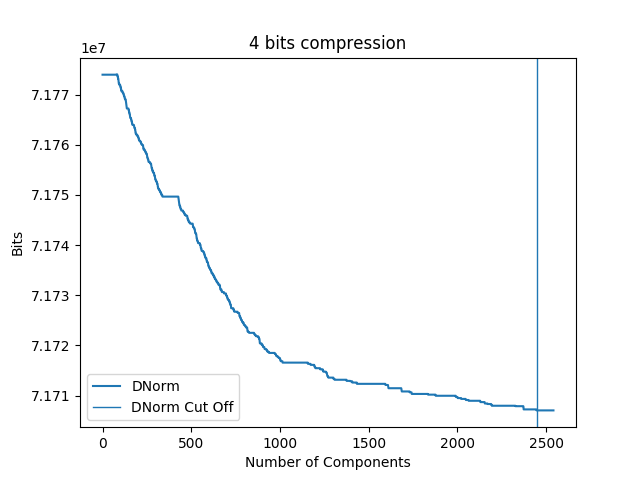 4 bits compression
1e7
7.177
7.176
7.175
7.174
7.173
7.172
7.171
Bits
DNorm
DNorm Cut Off
0 500 1000 1500 2000 2500
Number of Components